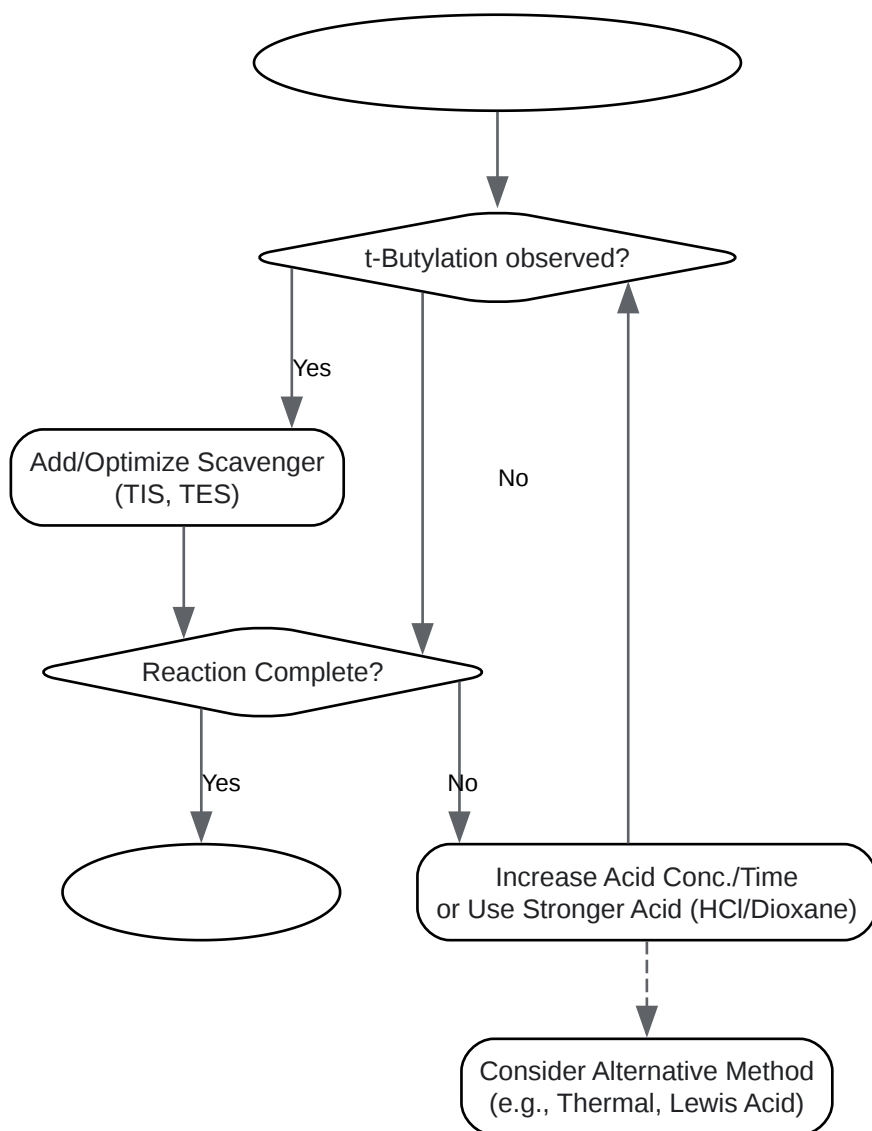 t-Butylation observed?
Yes
Add/Optimize Scavenger
(TIS, TES)
No
Reaction Complete?
Yes
No
Increase Acid Conc./Time
or Use Stronger Acid (HCl/Dioxane)
Consider Alternative Method
(e.g., Thermal, Lewis Acid)